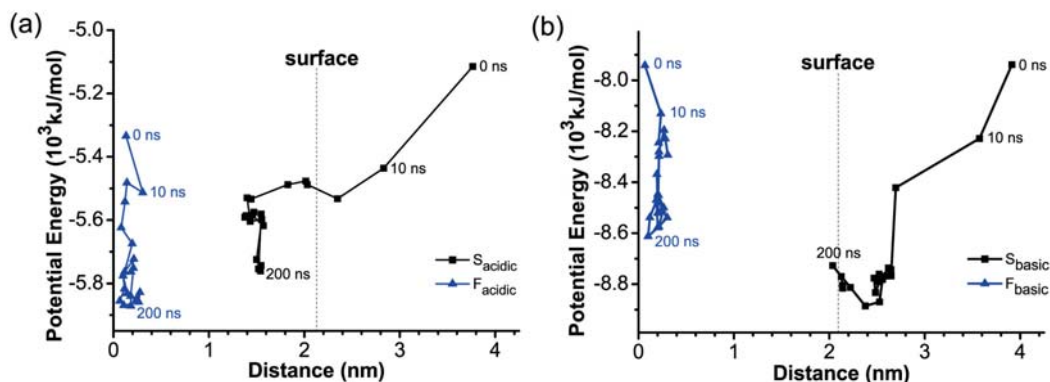 (a)
Potential Energy (10³kJ/mol)
-5.0
-5.2
-5.4
-5.6
-5.8
surface
0 ns
10 ns
200 ns
0 ns
10 ns
200 ns
S_acidic
F_acidic
0
1
2
3
4
Distance (nm)
(b)
Potential Energy (10³kJ/mol)
-8.0
-8.2
-8.4
-8.6
-8.8
-9.0
surface
0 ns
10 ns
200 ns
0 ns
10 ns
200 ns
S_basic
F_basic
0
1
2
3
4
Distance (nm)